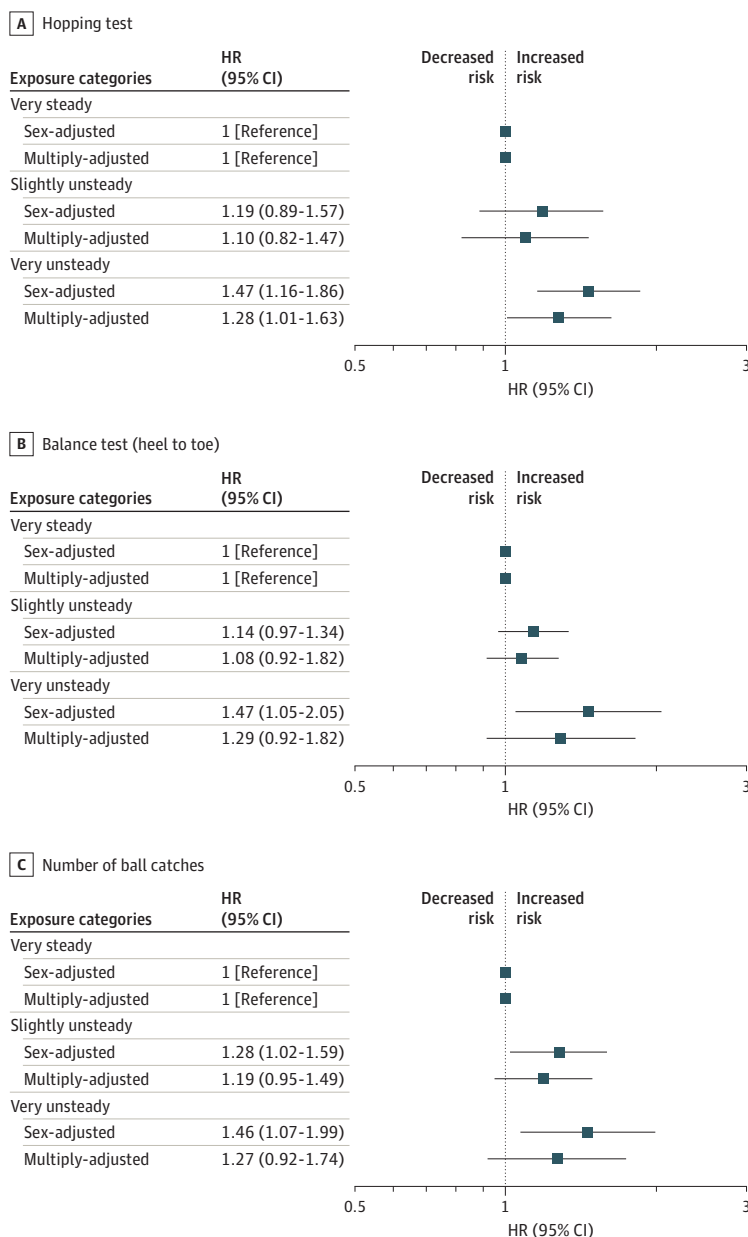 A Hopping test
Exposure categories HR (95% CI) Decreased risk Increased risk
Very steady
Sex-adjusted 1 [Reference]
Multiply-adjusted 1 [Reference]
Slightly unsteady
Sex-adjusted 1.19 (0.89-1.57)
Multiply-adjusted 1.10 (0.82-1.47)
Very unsteady
Sex-adjusted 1.47 (1.16-1.86)
Multiply-adjusted 1.28 (1.01-1.63)
0.5 1 3
HR (95% CI)
B Balance test (heel to toe)
Exposure categories HR (95% CI) Decreased risk Increased risk
Very steady
Sex-adjusted 1 [Reference]
Multiply-adjusted 1 [Reference]
Slightly unsteady
Sex-adjusted 1.14 (0.97-1.34)
Multiply-adjusted 1.08 (0.92-1.82)
Very unsteady
Sex-adjusted 1.47 (1.05-2.05)
Multiply-adjusted 1.29 (0.92-1.82)
0.5 1 3
HR (95% CI)
C Number of ball catches
Exposure categories HR (95% CI) Decreased risk Increased risk
Very steady
Sex-adjusted 1 [Reference]
Multiply-adjusted 1 [Reference]
Slightly unsteady
Sex-adjusted 1.28 (1.02-1.59)
Multiply-adjusted 1.19 (0.95-1.49)
Very unsteady
Sex-adjusted 1.46 (1.07-1.99)
Multiply-adjusted 1.27 (0.92-1.74)
0.5 1 3
HR (95% CI)